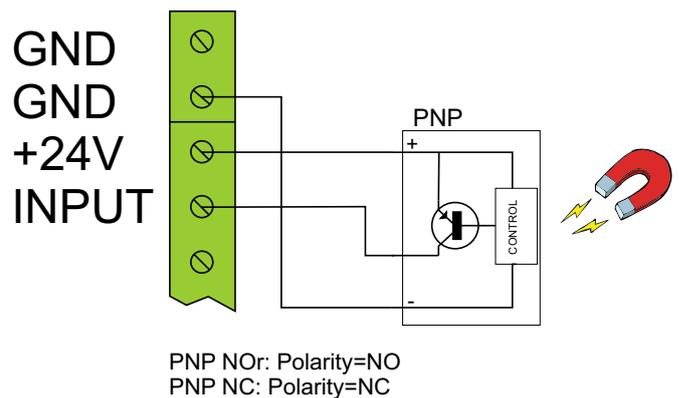 GND
GND
+24V
INPUT
PNP
+
CONTROL
-
PNP NOr: Polarity=NO
PNP NC: Polarity=NC